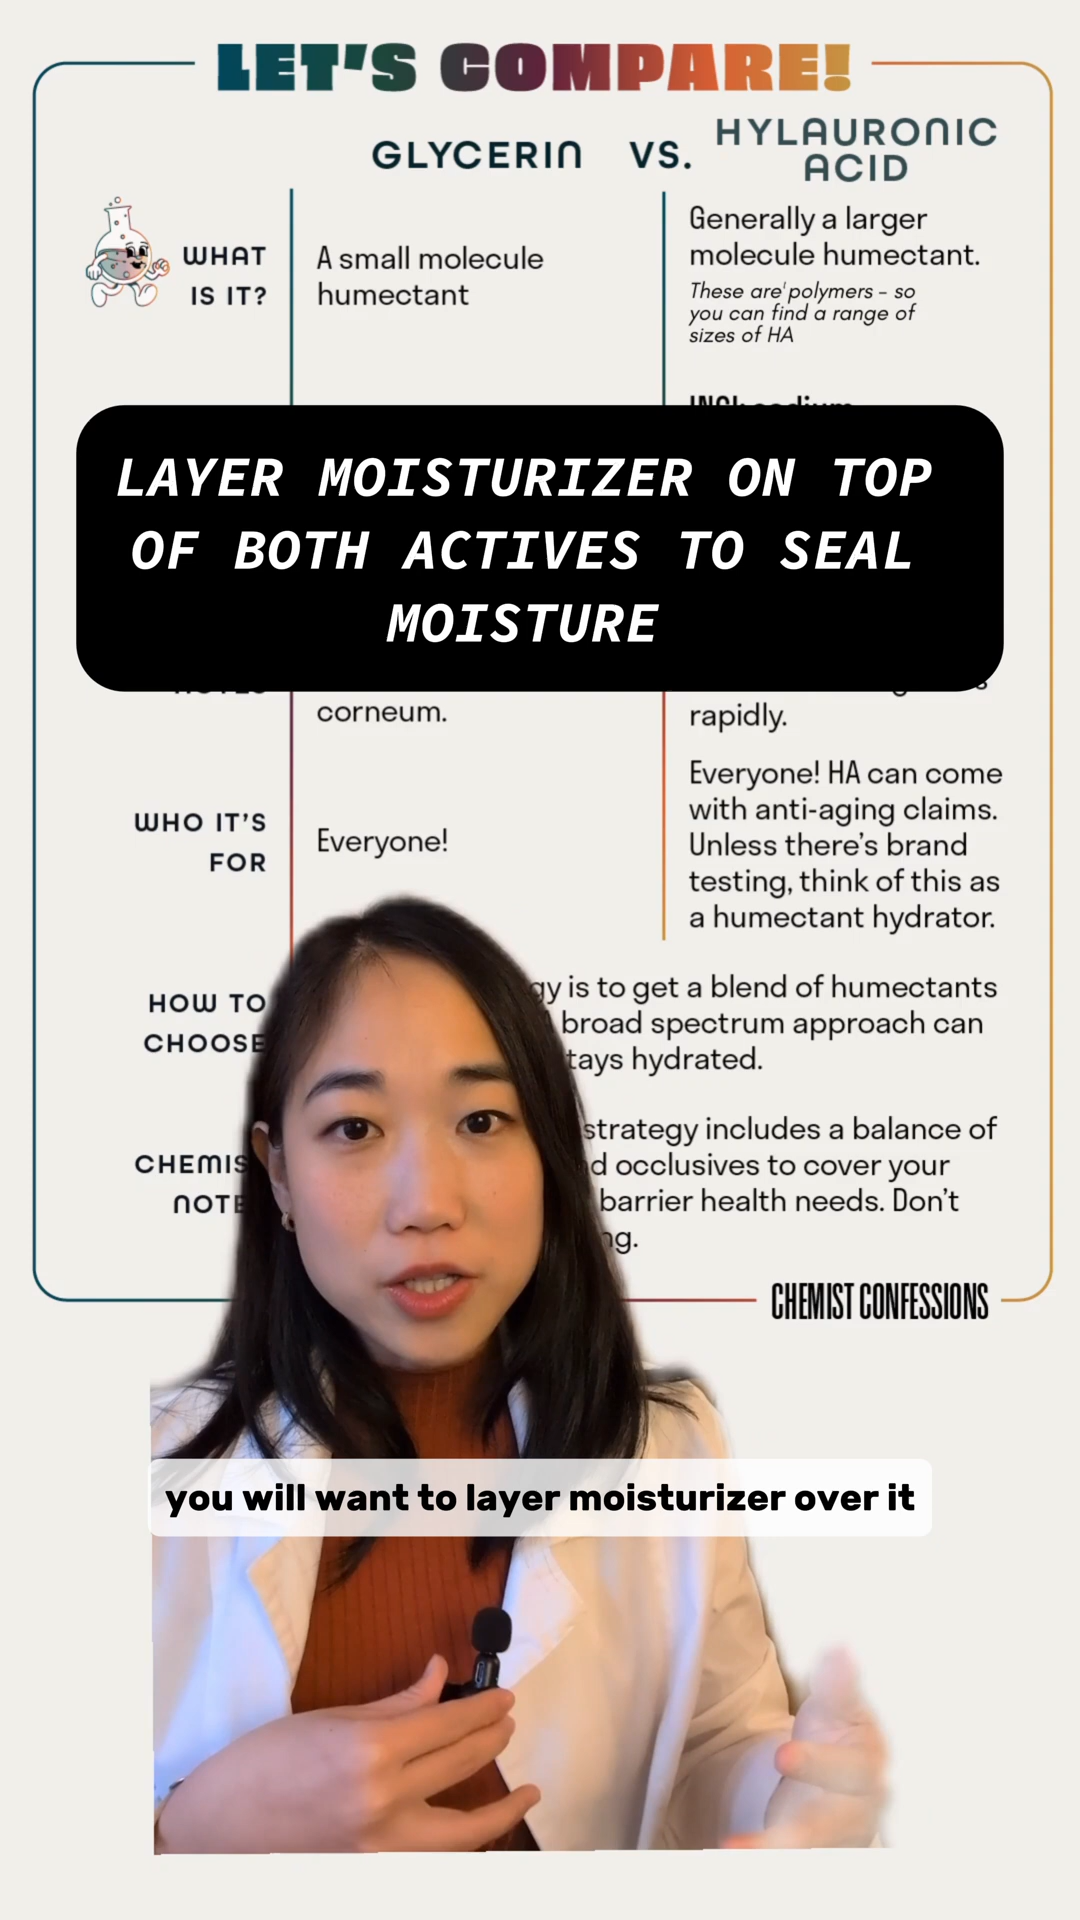 LET'S COMPARE!
GLYCERIN VS. HYLAURONIC
ACID
WHAT
IS IT?
A small molecule
humectant
Generally a larger
molecule humectant.
These are polymers - so
you can find a range of
sizes of HA
LAYER MOISTURIZER ON TOP
OF BOTH ACTIVES TO SEAL
MOISTURE
corneum.
rapidly.
WHO IT'S
FOR
Everyone!
Everyone! HA can come
with anti-aging claims.
Unless there's brand
testing, think of this as
a humectant hydrator.
HOW TO
CHOOSE
is to get a blend of humectants
broad spectrum approach can
hydrated.
strategy includes a balance of
occlusives to cover your
barrier health needs. Don't
CHEMIST CONFESSIONS
you will want to layer moisturizer over it